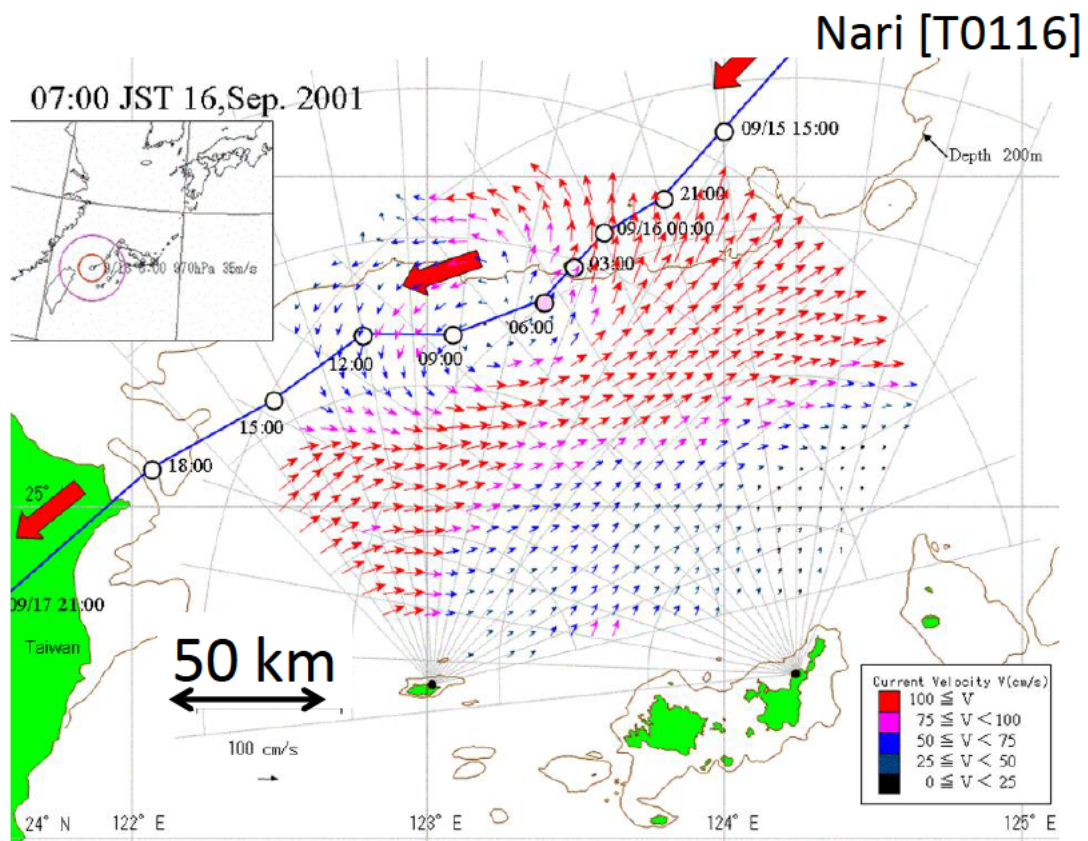 Nari [T0116]
07:00 JST 16,Sep. 2001
09/15 15:00
Depth 200m
21:00
09/16 00:00
03:00
970hPa 35m/s
06:00
09:00
12:00
15:00
18:00
25°
09/17 21:00
Taiwan
50 km
100 cm/s
Current Velocity V(cm/s)
100 ≦ V
75 ≦ V < 100
50 ≦ V < 75
25 ≦ V < 50
0 ≦ V < 25
24° N
122° E
123° E
124° E
125° E